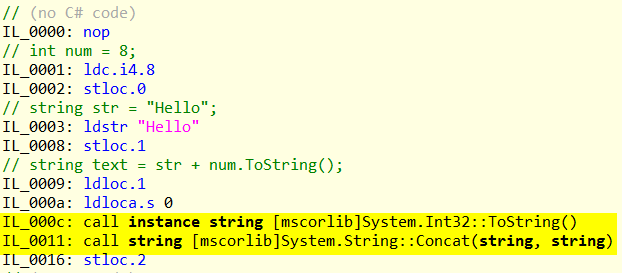 // (no C# code)
IL_0000: nop
// int num = 8;
IL_0001: ldc.i4.8
IL_0002: stloc.0
// string str = "Hello";
IL_0003: ldstr "Hello"
IL_0008: stloc.1
// string text = str + num.ToString();
IL_0009: ldloc.1
IL_000a: ldloca.s 0
IL_000c: call instance string [mscorlib]System.Int32::ToString()
IL_0011: call string [mscorlib]System.String::Concat(string, string)
IL_0016: stloc.2